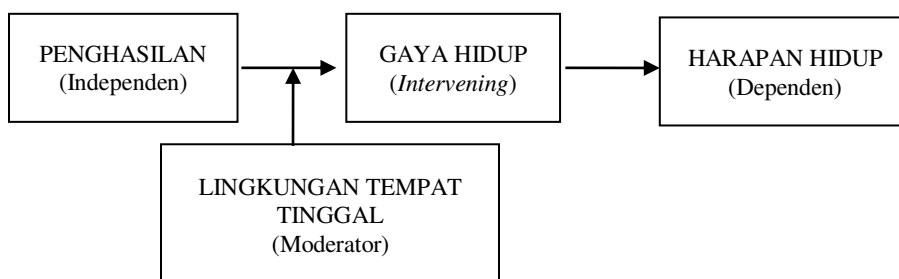 PENGHASILAN
(Independen)
GAYA HIDUP
(Intervening)
HARAPAN HIDUP
(Dependen)
LINGKUNGAN TEMPAT
TINGGAL
(Moderator)